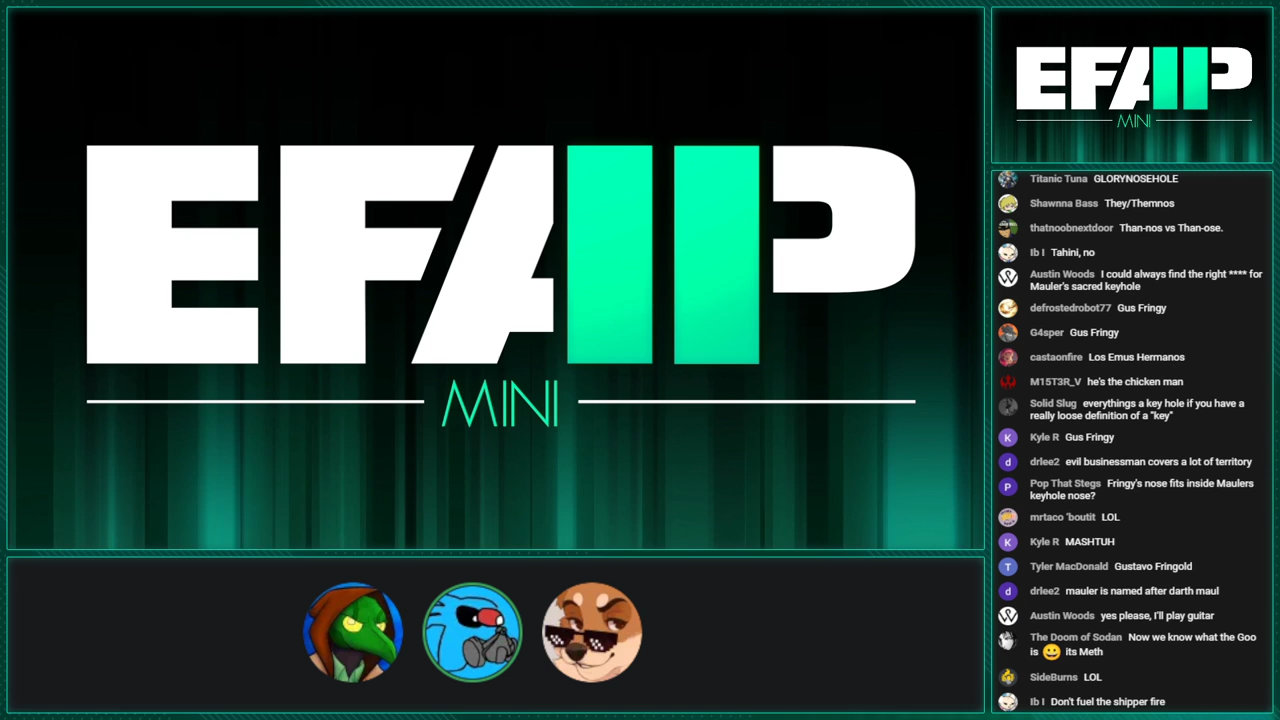 EFAP
MINI
EFAP
MINI
Titanic Tuna GLORYNOSEHOLE
Shawnna Bass They/Themnos
thatnoobnextdoor Than-nos vs Than-ose.
Ib I Tahini, no
Austin Woods I could always find the right **** for
Mauler's sacred keyhole
defrostedrobot77 Gus Fringy
G4sper Gus Fringy
castaonfire Los Emus Hermanos
M15T3R_V he's the chicken man
Solid Slug everythings a key hole if you have a
really loose definition of a "key"
K Kyle R Gus Fringy
d drlee2 evil businessman covers a lot of territory
P Pop That Stegs Fringy's nose fits inside Maulers
keyhole nose?
mrtaco 'boutit LOL
K Kyle R MASHTUH
T Tyler MacDonald Gustavo Fringold
d drlee2 mauler is named after darth maul
Austin Woods yes please, I'll play guitar
The Doom of Sodan Now we know what the Goo
is 😀 its Meth
SideBurns LOL
Ib I Don't fuel the shipper fire